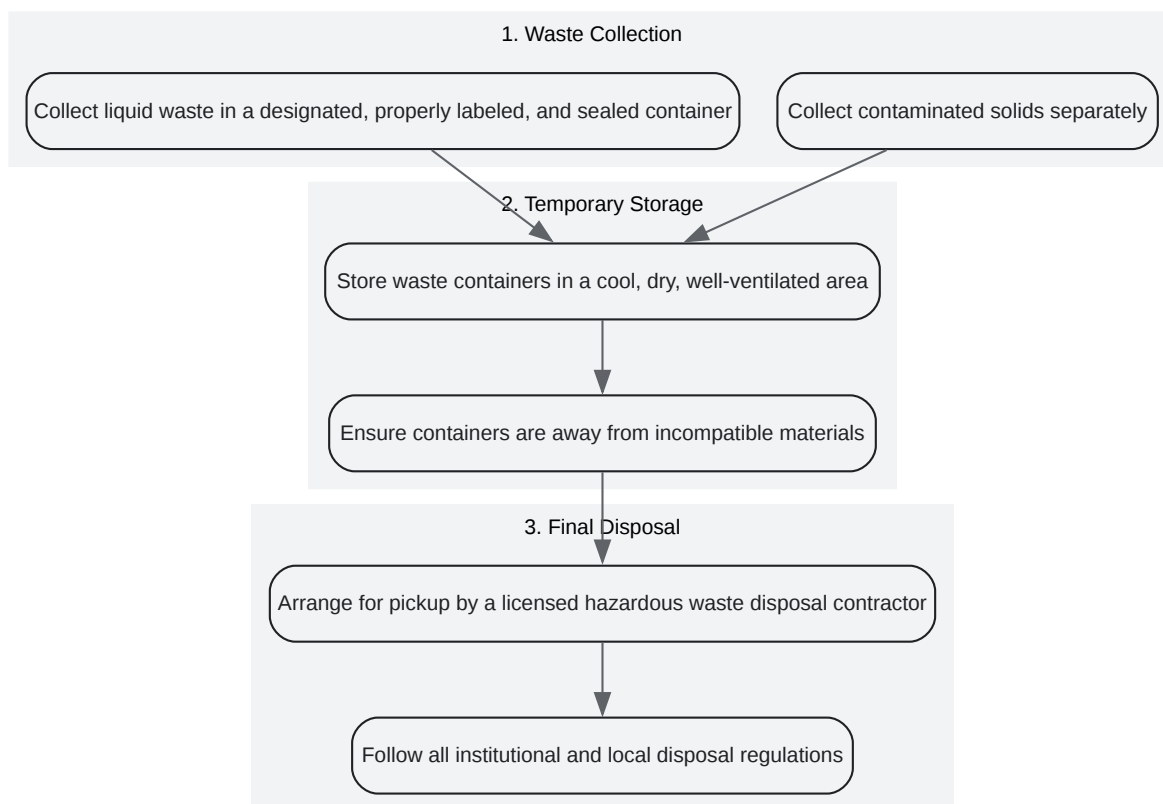 1. Waste Collection
Collect liquid waste in a designated, properly labeled, and sealed container
Collect contaminated solids separately
2. Temporary Storage
Store waste containers in a cool, dry, well-ventilated area
Ensure containers are away from incompatible materials
3. Final Disposal
Arrange for pickup by a licensed hazardous waste disposal contractor
Follow all institutional and local disposal regulations